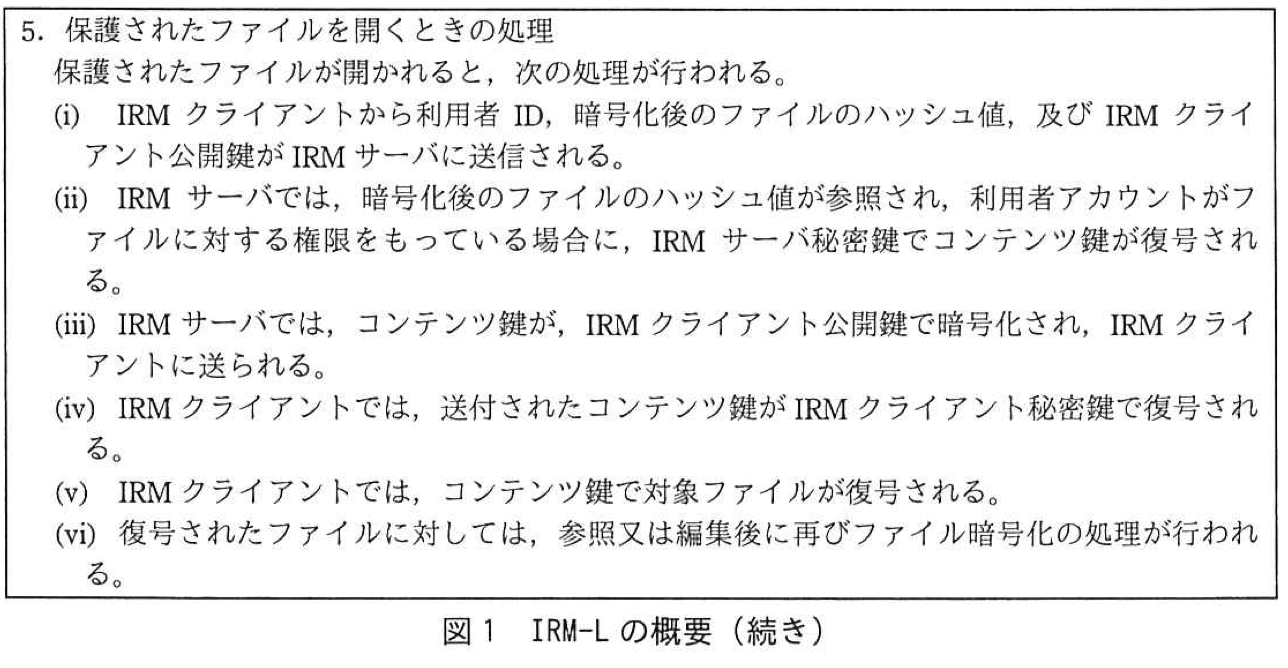 5. 保護されたファイルを開くときの処理
保護されたファイルが開かれると，次の処理が行われる。
(i) IRM クライアントから利用者 ID，暗号化後のファイルのハッシュ値，及び IRM クライ
アント公開鍵が IRM サーバに送信される。
(ii) IRM サーバでは，暗号化後のファイルのハッシュ値が参照され，利用者アカウントがフ
ァイルに対する権限をもっている場合に，IRM サーバ秘密鍵でコンテンツ鍵が復号され
る。
(iii) IRM サーバでは，コンテンツ鍵が，IRM クライアント公開鍵で暗号化され，IRM クライ
アントに送られる。
(iv) IRM クライアントでは，送付されたコンテンツ鍵が IRM クライアント秘密鍵で復号され
る。
(v) IRM クライアントでは，コンテンツ鍵で対象ファイルが復号される。
(vi) 復号されたファイルに対しては，参照又は編集後に再びファイル暗号化の処理が行われ
る。
図 1 IRM-L の概要（続き）